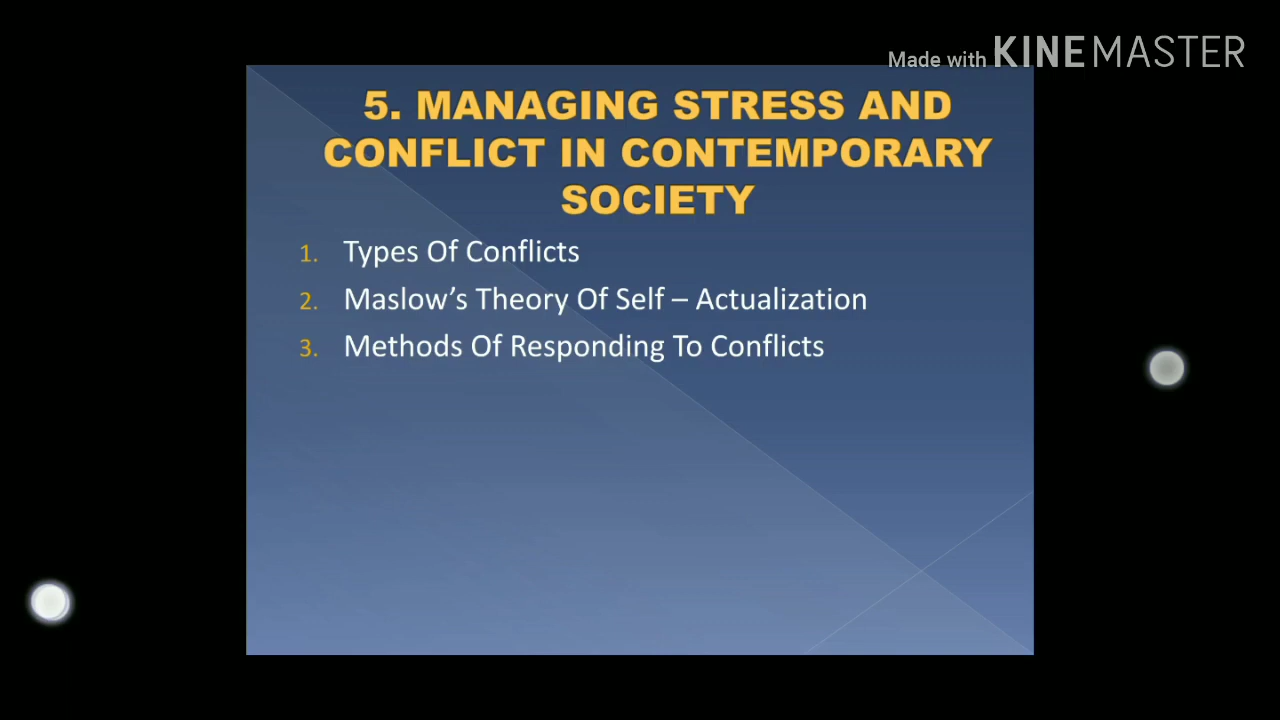 Made with KINEMASTER
5. MANAGING STRESS AND
CONFLICT IN CONTEMPORARY
SOCIETY
1. Types Of Conflicts
2. Maslow’s Theory Of Self – Actualization
3. Methods Of Responding To Conflicts